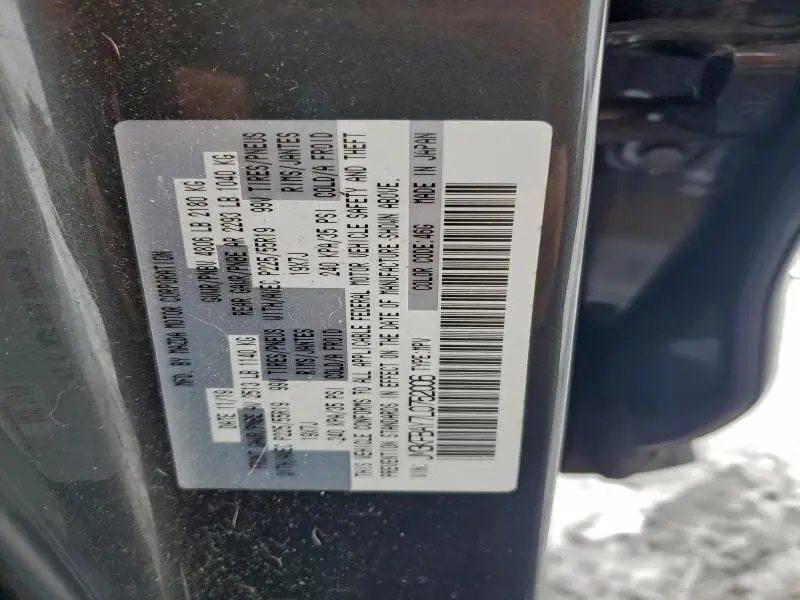 MFD. BY MAZDA MOTOR CORPORATION
DATE 11/19 GVWR/PNBV 4806 LB 2180 KG
FRONT GAWR/PNBE AV 2513 LB 1140 KG REAR GAWR/PNBE AR 2293 LB 1040 KG
WITH/AVEC P225/55R19 99V TIRES/PNEUS WITH/AVEC P225/55R19 99V TIRES/PNEUS
19X7J RIMS/JANTES 19X7J RIMS/JANTES
240 KPA/35 PSI COLD/A FROID 240 KPA/35 PSI COLD/A FROID
THIS VEHICLE CONFORMS TO ALL APPLICABLE FEDERAL MOTOR VEHICLE SAFETY AND THEFT
PREVENTION STANDARDS IN EFFECT ON THE DATE OF MANUFACTURE SHOWN ABOVE.
VIN: TYPE:MPV COLOR CODE:46G MADE IN JAPAN